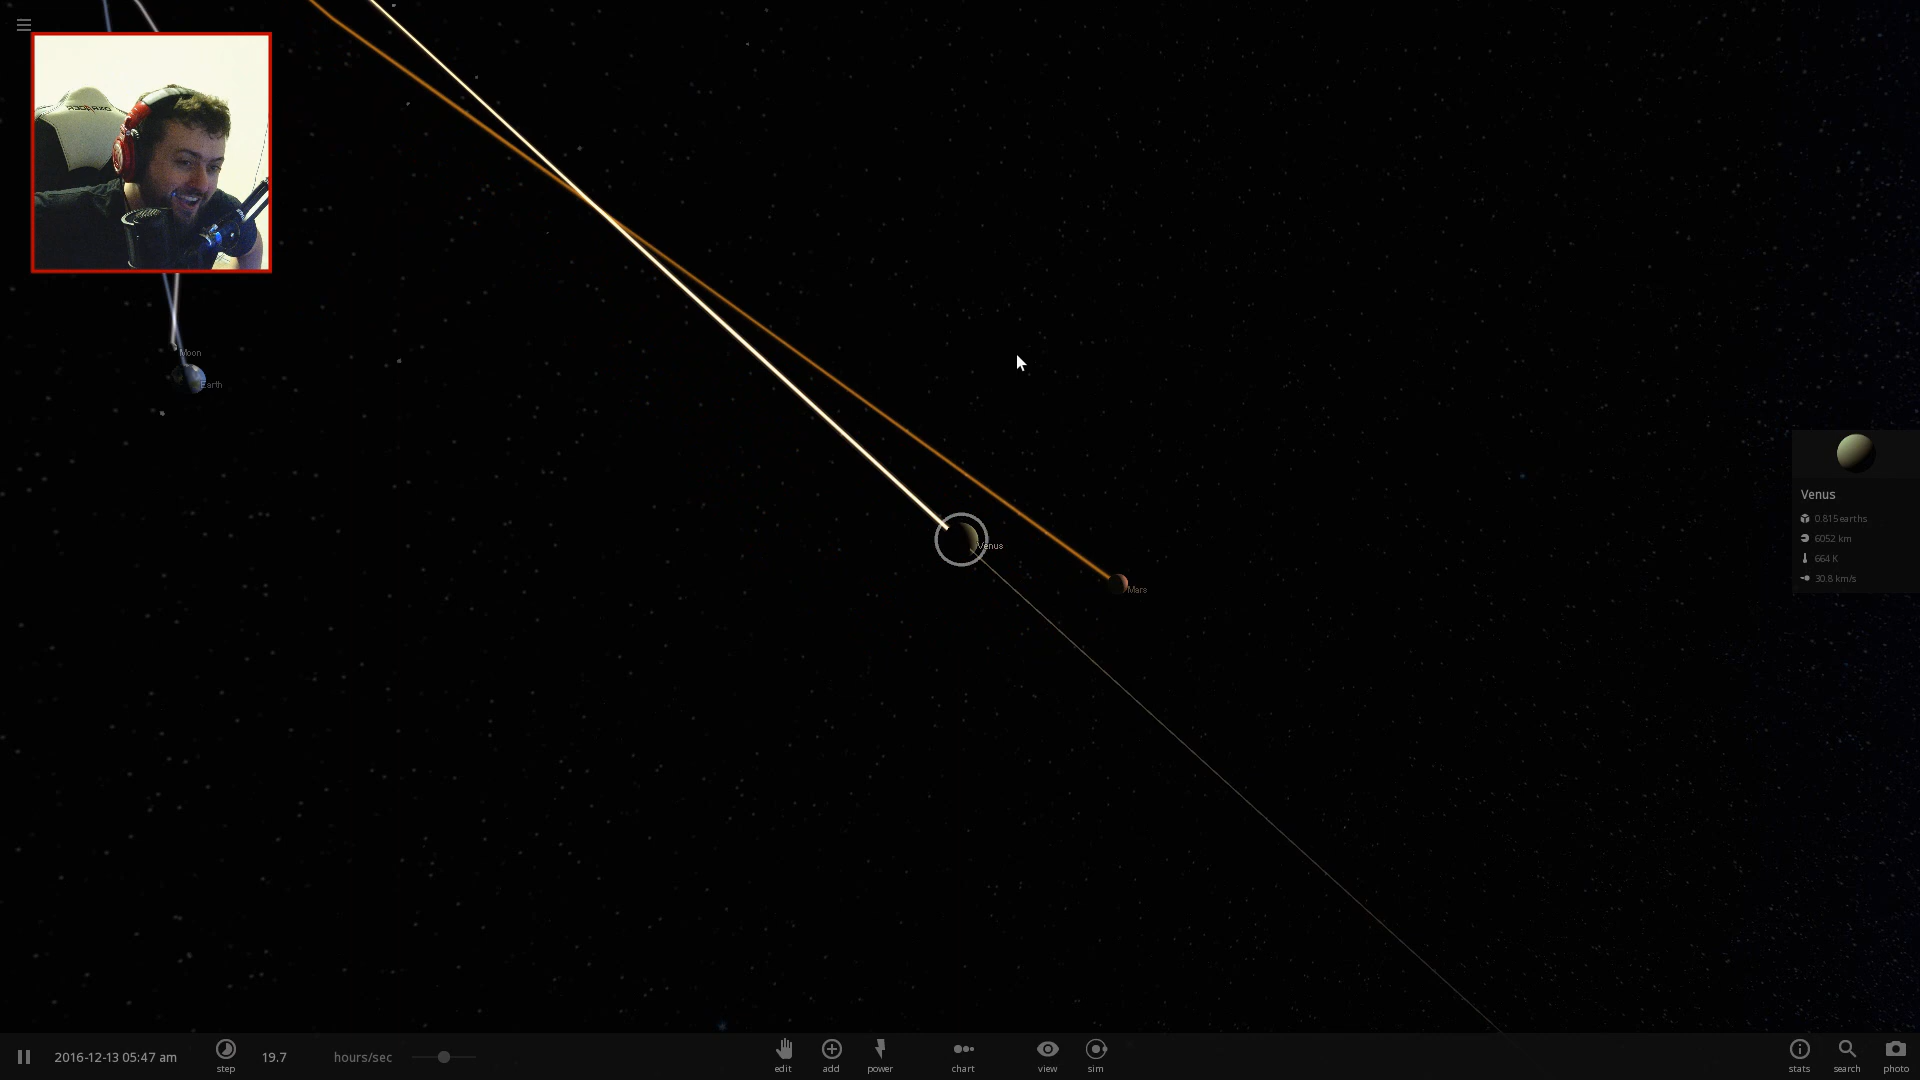 Moon
Earth
Venus
Mars
Venus
0.815 earths
6052 km
664 K
30.8 km/s
2016-12-13 05:47 am
step
19.7
hours/sec
edit
add
power
chart
view
sim
stats
search
photo